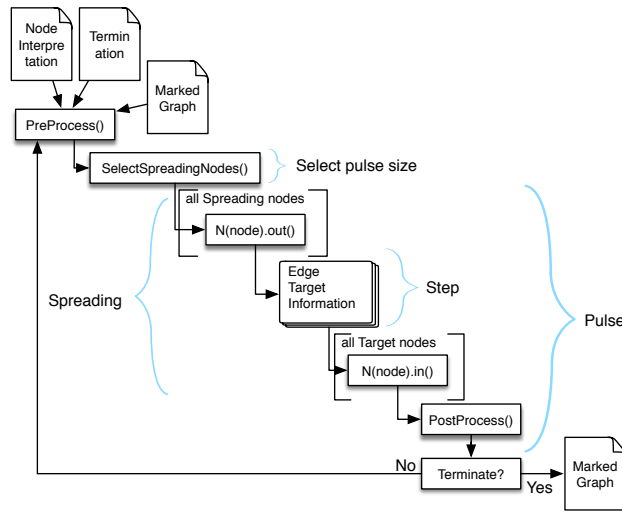 Node
Interpre
tation
Termin
ation
Marked
Graph
PreProcess()
SelectSpreadingNodes()
Select pulse size
all Spreading nodes
N(node).out()
Spreading
Edge
Target
Information
Step
Pulse
all Target nodes
N(node).in()
PostProcess()
No
Terminate?
Yes
Marked
Graph